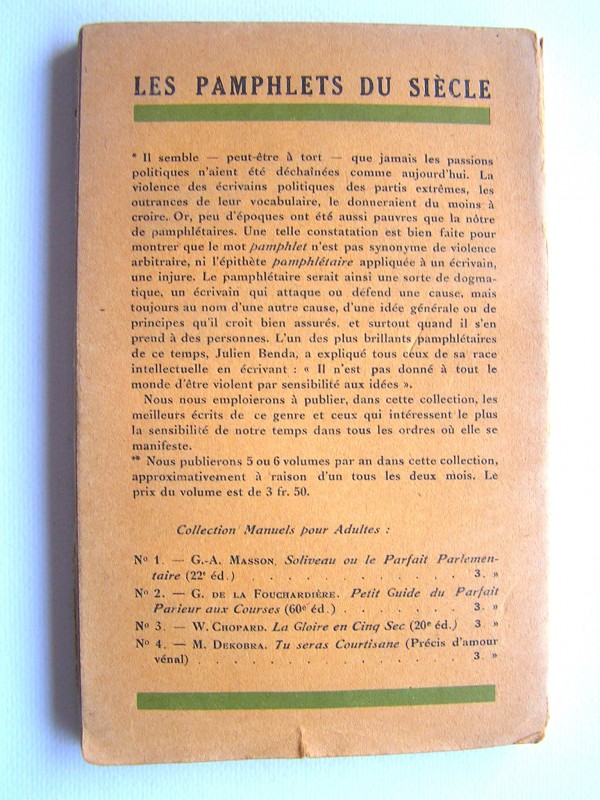 LES PAMPHLETS DU SIÈCLE
* Il semble — peut-être à tort — que jamais les passions
politiques n'aient été déchaînées comme aujourd'hui. La
violence des écrivains politiques des partis extrêmes, les
outrances de leur vocabulaire, le donneraient du moins à
croire. Or, peu d'époques ont été aussi pauvres que la nôtre
de pamphlétaires. Une telle constatation est bien faite pour
montrer que le mot pamphlet n'est pas synonyme de violence
arbitraire, ni l'épithète pamphlétaire appliquée à un écrivain,
une injure. Le pamphlétaire serait ainsi une sorte de dogma-
tique, un écrivain qui attaque ou défend une cause, mais
toujours au nom d'une autre cause, d'une idée générale ou de
principes qu'il croit bien assurés. et surtout quand il s'en
prend à des personnes. L'un des plus brillants pamphlétaires
de ce temps, Julien Benda, a expliqué tous ceux de sa race
intellectuelle en écrivant : « Il n'est pas donné à tout le
monde d'être violent par sensibilité aux idées ».
Nous nous emploierons à publier, dans cette collection, les
meilleurs écrits de ce genre et ceux qui intéressent le plus
la sensibilité de notre temps dans tous les ordres où elle se
manifeste.
** Nous publierons 5 ou 6 volumes par an dans cette collection,
approximativement à raison d'un tous les deux mois. Le
prix du volume est de 3 fr. 50.
Collection Manuels pour Adultes :
Nº 1. — G.-A. MASSON. Soliveau ou le Parfait Parlemen-
taire (22e éd.) . . . . . . . . . . . . . 3. »
Nº 2. — G. DE LA FOUCHARDIÈRE. Petit Guide du Parfait
Parieur aux Courses (60e éd.) . . . . . . . 3. »
Nº 3. — W. CHOPARD. La Gloire en Cinq Sec (20e éd.) 3 »
Nº 4. — M. DEKOBRA. Tu seras Courtisane (Précis d'amour
vénal) . . . . . . . . . . . . . . . . 3. »